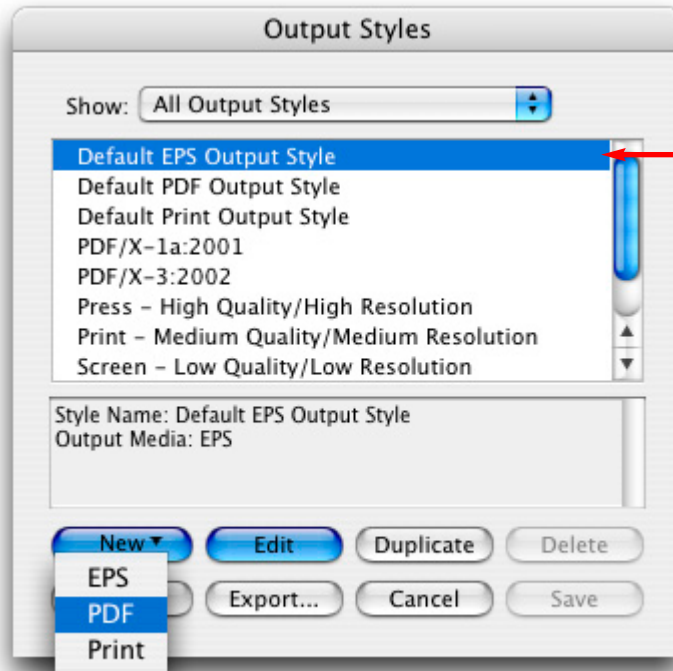 Output Styles
Show: All Output Styles
Default EPS Output Style
Default PDF Output Style
Default Print Output Style
PDF/X-1a:2001
PDF/X-3:2002
Press – High Quality/High Resolution
Print – Medium Quality/Medium Resolution
Screen – Low Quality/Low Resolution
Style Name: Default EPS Output Style
Output Media: EPS
New Edit Duplicate Delete
EPS
Export... Cancel Save
PDF
Print